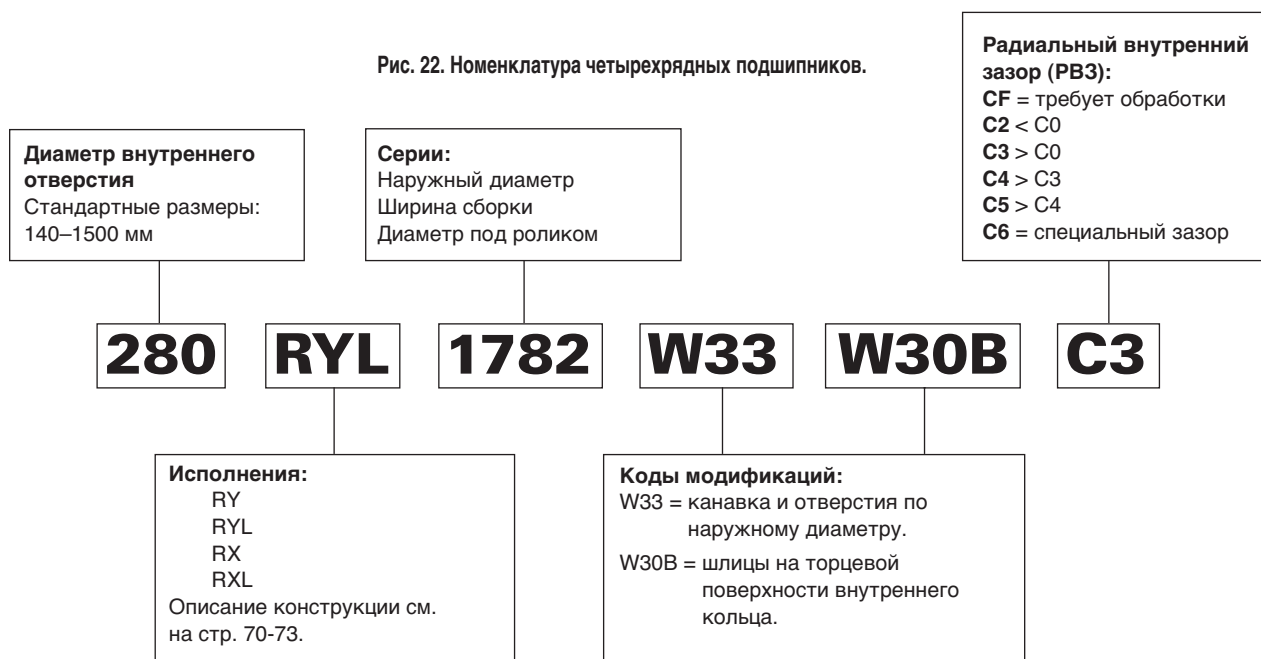 Рис. 22. Номенклатура четырехрядных подшипников.
Радиальный внутренний
зазор (РВЗ):
CF = требует обработки
C2 < C0
C3 > C0
C4 > C3
C5 > C4
C6 = специальный зазор
Диаметр внутреннего
отверстия
Стандартные размеры:
140–1500 мм
Серии:
Наружный диаметр
Ширина сборки
Диаметр под роликом
280 RYL 1782 W33 W30B C3
Исполнения:
RY
RYL
RX
RXL
Описание конструкции см.
на стр. 70-73.
Коды модификаций:
W33 = канавка и отверстия по
наружному диаметру.
W30B = шлицы на торцевой
поверхности внутреннего
кольца.